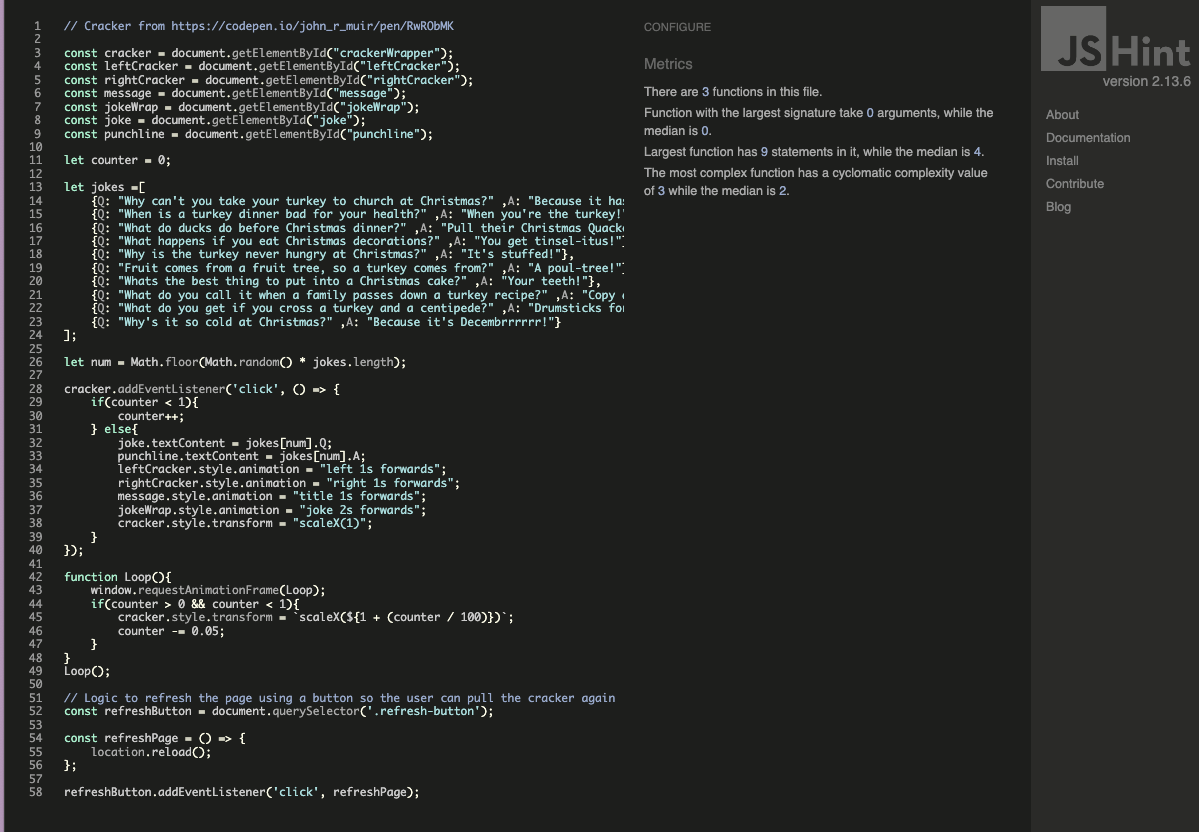 1 // Cracker from https://codepen.io/john_r_muir/pen/RwRObMK
2
3 const cracker = document.getElementById("crackerWrapper");
4 const leftCracker = document.getElementById("leftCracker");
5 const rightCracker = document.getElementById("rightCracker");
6 const message = document.getElementById("message");
7 const jokeWrap = document.getElementById("jokeWrap");
8 const joke = document.getElementById("joke");
9 const punchline = document.getElementById("punchline");
10
11 let counter = 0;
12
13 let jokes =[
14 {Q: "Why can't you take your turkey to church at Christmas?" ,A: "Because it has
15 {Q: "When is a turkey dinner bad for your health?" ,A: "When you're the turkey!"
16 {Q: "What do ducks do before Christmas dinner?" ,A: "Pull their Christmas Quacke
17 {Q: "What happens if you eat Christmas decorations?" ,A: "You get tinsel-itus!"}
18 {Q: "Why is the turkey never hungry at Christmas?" ,A: "It's stuffed!"},
19 {Q: "Fruit comes from a fruit tree, so a turkey comes from?" ,A: "A poul-tree!"}
20 {Q: "Whats the best thing to put into a Christmas cake?" ,A: "Your teeth!"},
21 {Q: "What do you call it when a family passes down a turkey recipe?" ,A: "Copy
22 {Q: "What do you get if you cross a turkey and a centipede?" ,A: "Drumsticks for
23 {Q: "Why's it so cold at Christmas?" ,A: "Because it's Decembrrrrrr!"}
24 ];
25
26 let num = Math.floor(Math.random() * jokes.length);
27
28 cracker.addEventListener('click', () => {
29 if(counter < 1){
30 counter++;
31 } else{
32 joke.textContent = jokes[num].Q;
33 punchline.textContent = jokes[num].A;
34 leftCracker.style.animation = "left 1s forwards";
35 rightCracker.style.animation = "right 1s forwards";
36 message.style.animation = "title 1s forwards";
37 jokeWrap.style.animation = "joke 2s forwards";
38 cracker.style.transform = "scaleX(1)";
39 }
40 });
41
42 function Loop(){
43 window.requestAnimationFrame(Loop);
44 if(counter > 0 && counter < 1){
45 cracker.style.transform = `scaleX(${1 + (counter / 100)})`;
46 counter -= 0.05;
47 }
48 }
49 Loop();
50
51 // Logic to refresh the page using a button so the user can pull the cracker again
52 const refreshButton = document.querySelector('.refresh-button');
53
54 const refreshPage = () => {
55 location.reload();
56 };
57
58 refreshButton.addEventListener('click', refreshPage);
CONFIGURE
Metrics
There are 3 functions in this file.
Function with the largest signature take 0 arguments, while the
median is 0.
Largest function has 9 statements in it, while the median is 4.
The most complex function has a cyclomatic complexity value
of 3 while the median is 2.
JSHint
version 2.13.6
About
Documentation
Install
Contribute
Blog